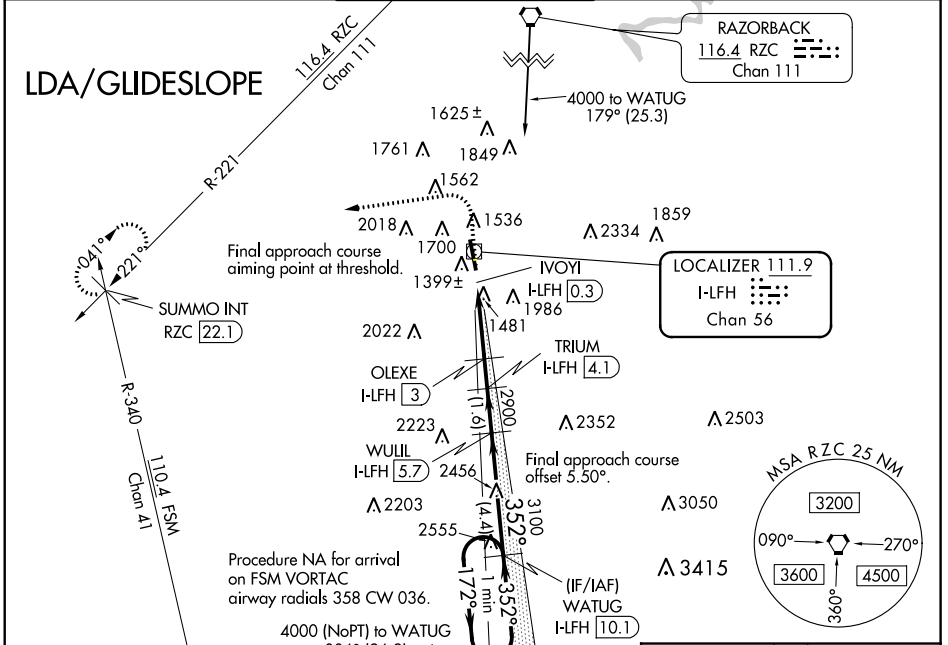 LDA/GLIDESLOPE
116.4 RZC
Chan 111
R-221
RAZORBACK
116.4 RZC
Chan 111
4000 to WATUG
179° (25.3)
1625 ±
1761
1849
1562
2018
1700
1536
2334
1859
041°
221°
Final approach course
aiming point at threshold.
1399 ±
IVOYI
I-LFH 0.3
1986
1481
LOCALIZER 111.9
I-LFH
Chan 56
SUMMO INT
RZC 22.1
2022
TRIUM
I-LFH 4.1
OLEXE
I-LFH 3
R-340
(1.6)
2900
2223
2352
2503
WULIL
I-LFH 5.7
2456
Final approach course
offset 5.50°.
110.4 FSM
Chan 41
2203
352°
3100
(4.4)
3050
2555
MSA RZC 25 NM
3200
090°
270°
3600
4500
360°
3415
Procedure NA for arrival
on FSM VORTAC
airway radials 358 CW 036.
172°
1 min
352°
(IF/IAF)
WATUG
I-LFH 10.1
4000 (NoPT) to WATUG